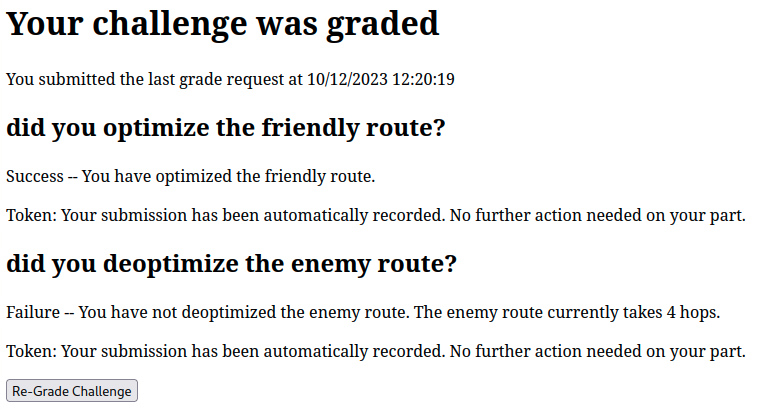 Your challenge was graded
You submitted the last grade request at 10/12/2023 12:20:19
did you optimize the friendly route?
Success -- You have optimized the friendly route.
Token: Your submission has been automatically recorded. No further action needed on your part.
did you deoptimize the enemy route?
Failure -- You have not deoptimized the enemy route. The enemy route currently takes 4 hops.
Token: Your submission has been automatically recorded. No further action needed on your part.
Re-Grade Challenge